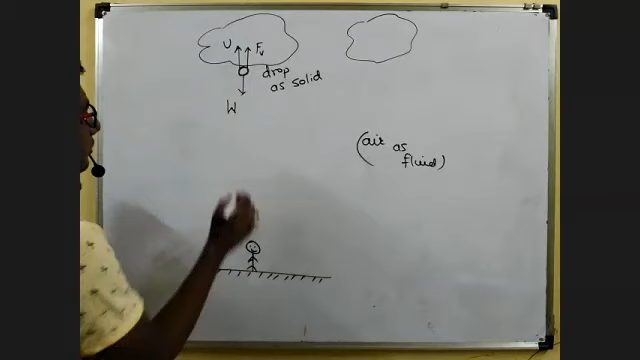 U Fv
drop
as solid
W
(air as
fluid)